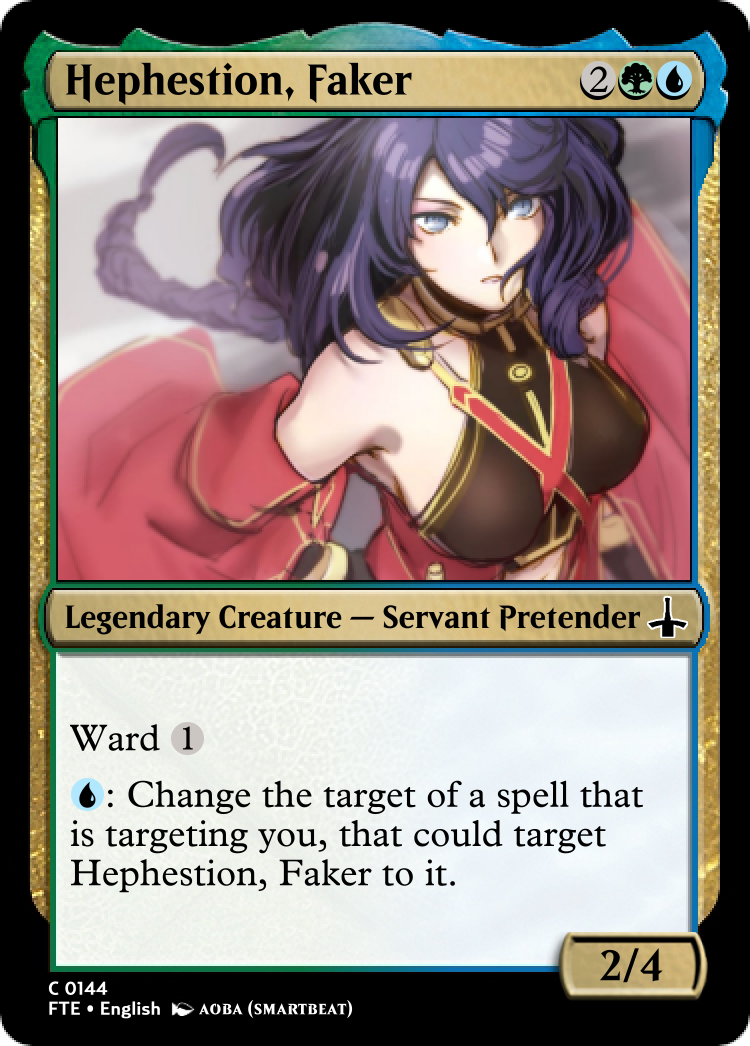 Hephestion, Faker 2
Legendary Creature — Servant Pretender
Ward 1
: Change the target of a spell that
is targeting you, that could target
Hephestion, Faker to it.
2/4
C 0144
FTE • English AOBA (SMARTBEAT)